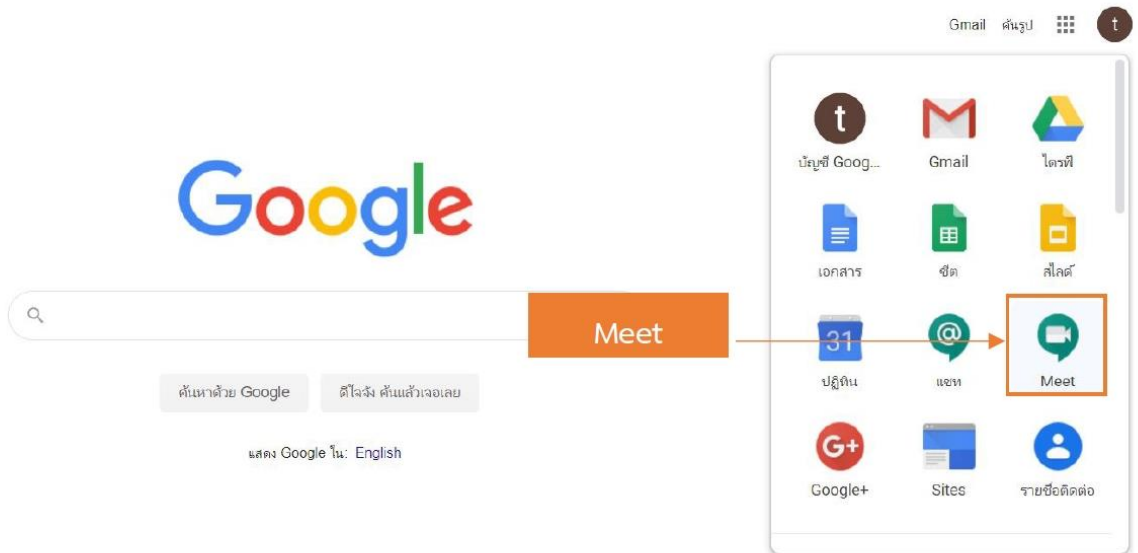 Gmail ค้นรูป t
t
บัญชี Goog... Gmail ไดรฟ์
Google
เอกสาร ชีต สไลด์
Meet
31 @
ปฏิทิน แชท Meet
ค้นหาด้วย Google ดีใจจัง ค้นแล้วเจอเลย
G+
แสดง Google ใน: English
Google+ Sites รายชื่อติดต่อ